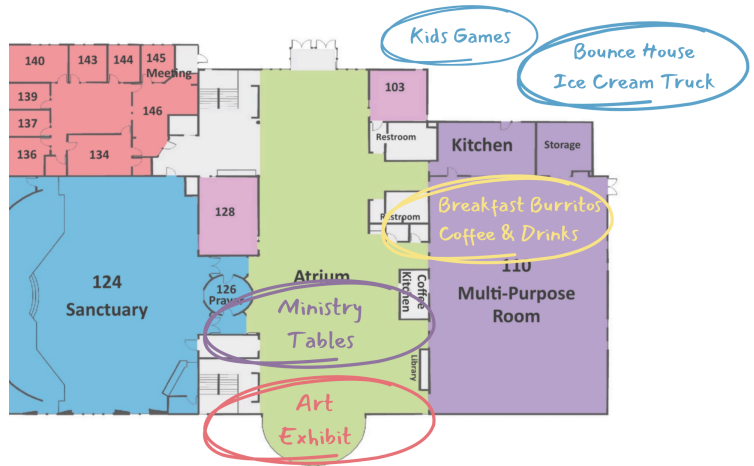 Kids Games
Bounce House
Ice Cream Truck
140
143
144
145
Meeting
139
146
103
137
136
134
Restroom
Kitchen
Storage
128
Restroom
Breakfast Burritos
Coffee & Drinks
124
Sanctuary
126
Prayer
Atrium
Coffee
Kitchen
110
Multi-Purpose
Room
Ministry
Tables
Library
Art
Exhibit